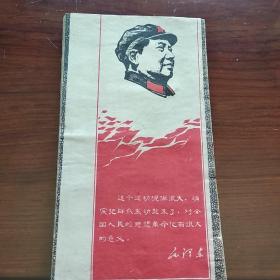 这个运动规模很大，确
实把群众发动起来了，对全
国人民的思想革命化有很大
的意义。
毛泽东